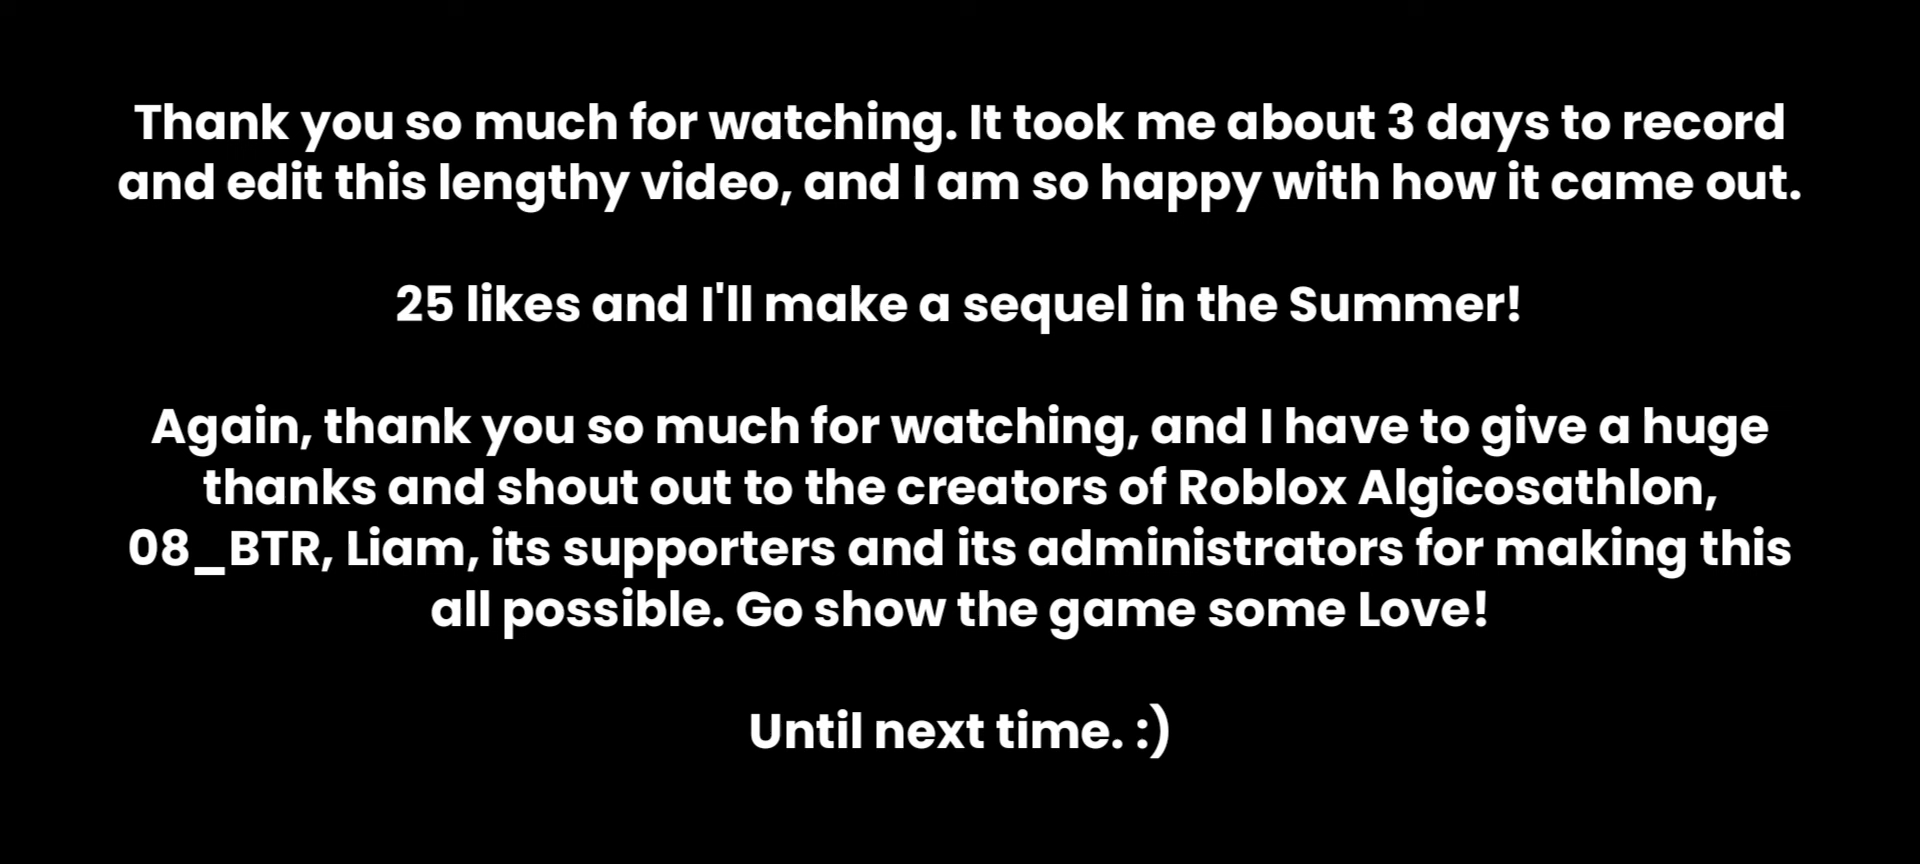 Thank you so much for watching. It took me about 3 days to record
and edit this lengthy video, and I am so happy with how it came out.
25 likes and I'll make a sequel in the Summer!
Again, thank you so much for watching, and I have to give a huge
thanks and shout out to the creators of Roblox Algicosathlon,
08_BTR, Liam, its supporters and its administrators for making this
all possible. Go show the game some Love!
Until next time. :)